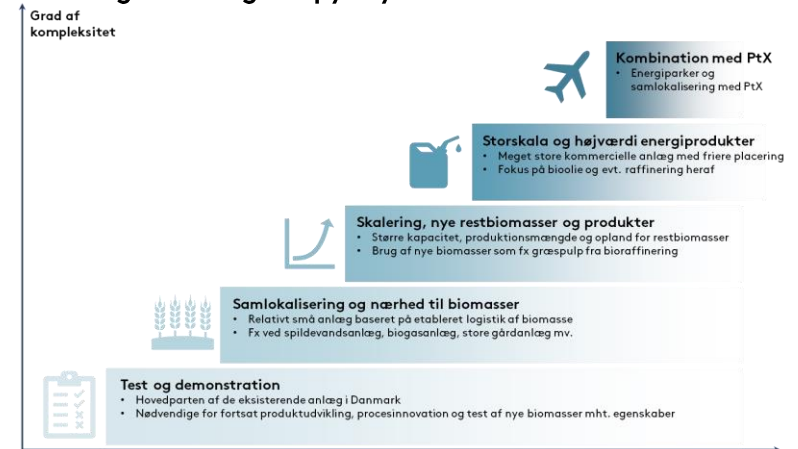 Grad af
kompleksitet
Kombination med PtX
• Energiparker og
samlokalisering med PtX
Storskala og højværdi energiprodukter
• Meget store kommercielle anlæg med friere placering
• Fokus på bioolie og evt. raffinering heraf
Skalering, nye restbiomasser og produkter
• Større kapacitet, produktionsmængde og opland for restbiomasser
• Brug af nye biomasser som fx græspulp fra bioraffinering
Samlokalisering og nærhed til biomasser
• Relativt små anlæg baseret på etableret logistik af biomasse
• Fx ved spildevandsanlæg, biogasanlæg, store gårdanlæg mv.
Test og demonstration
• Hovedparten af de eksisterende anlæg i Danmark
• Nødvendige for fortsat produktudvikling, procesinnovation og test af nye biomasser mht. egenskaber